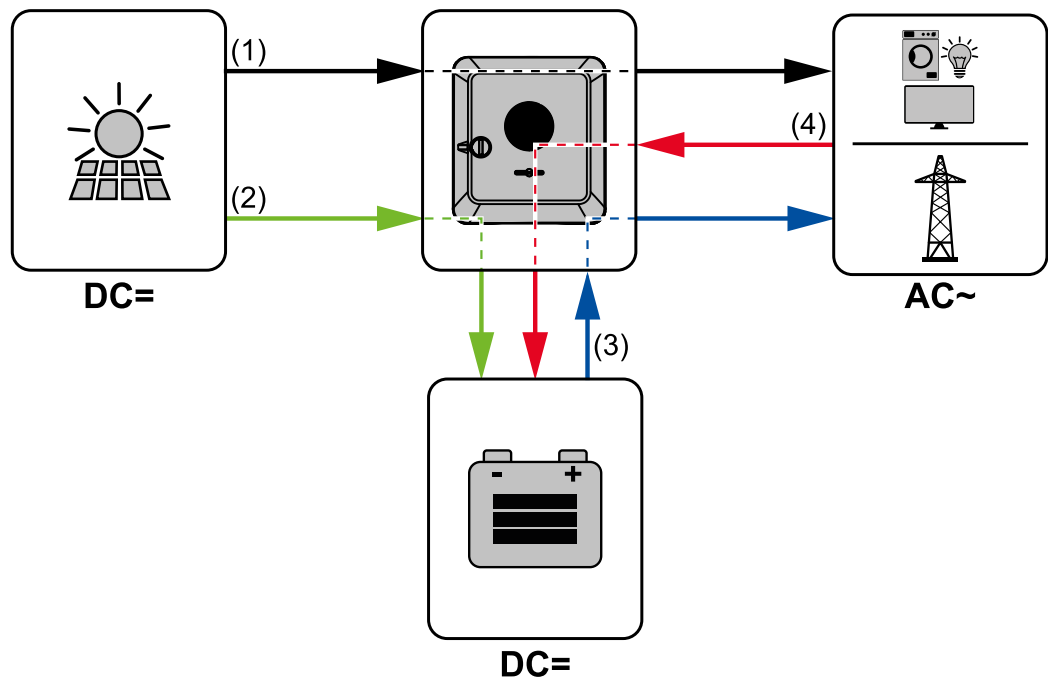 (1)
(4)
(2)
DC=
AC~
(3)
- +
DC=